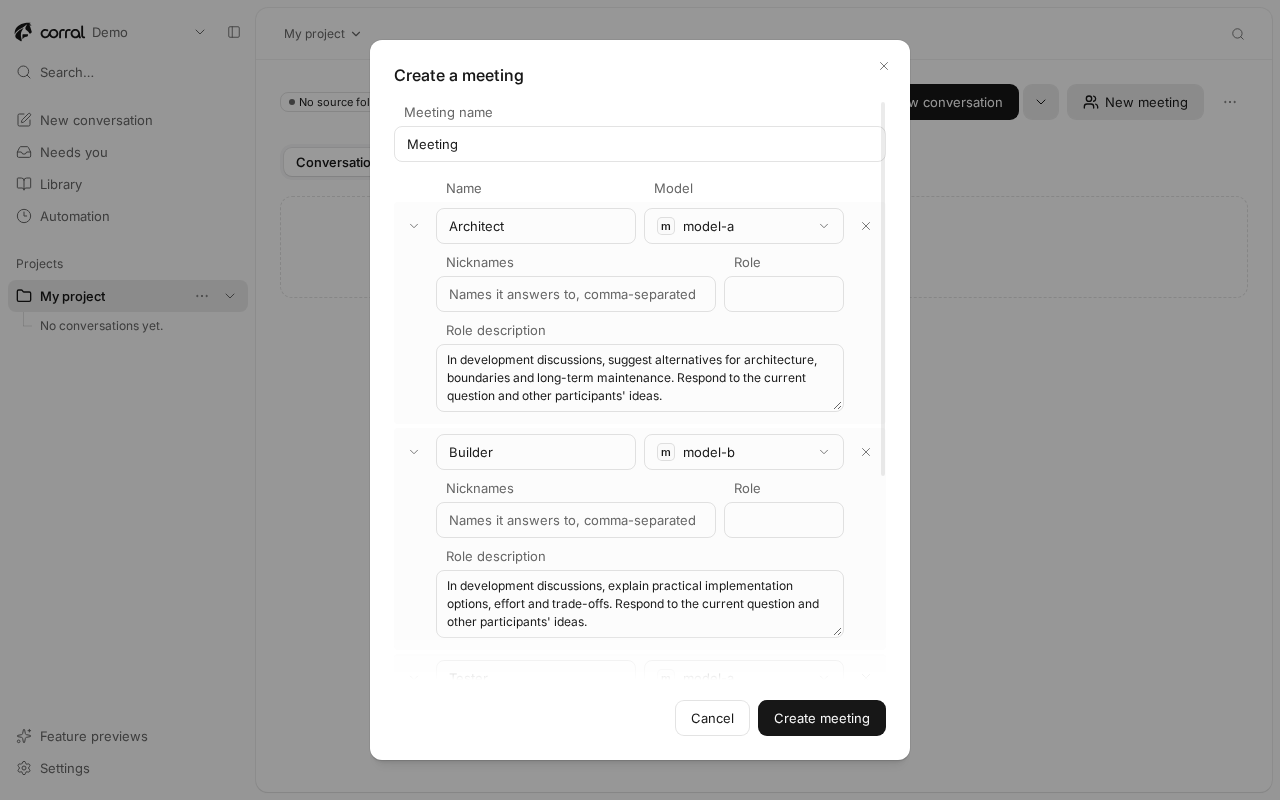 corral Demo
Search...
New conversation
Needs you
Library
Automation
Projects
My project
No conversations yet.
Feature previews
Settings
My project
No source fol
w conversation
New meeting
Conversatio
Create a meeting
Meeting name
Meeting
Name Model
Architect m model-a
Nicknames Role
Names it answers to, comma-separated
Role description
In development discussions, suggest alternatives for architecture,
boundaries and long-term maintenance. Respond to the current
question and other participants' ideas.
Builder m model-b
Nicknames Role
Names it answers to, comma-separated
Role description
In development discussions, explain practical implementation
options, effort and trade-offs. Respond to the current question and
other participants' ideas.
Tester m model-a
Cancel Create meeting